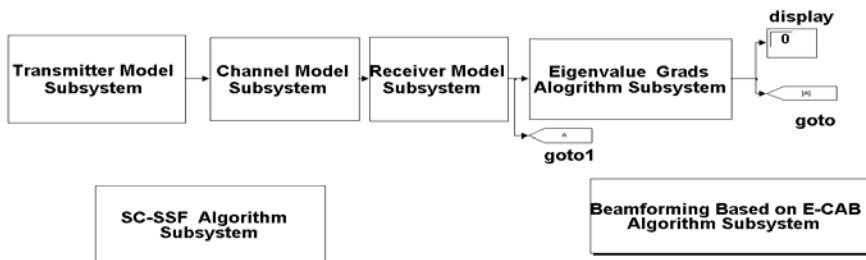 display
0
Transmitter Model
Subsystem
Channel Model
Subsystem
Receiver Model
Subsystem
Eigenvalue Grads
Alogrithm Subsystem
[A]
goto
A
goto1
SC-SSF Algorithm
Subsystem
Beamforming Based on E-CAB
Algorithm Subsystem